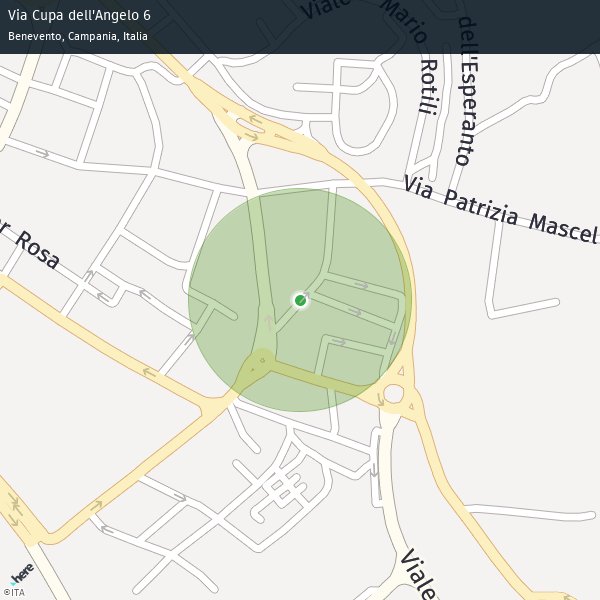 Via Cupa dell'Angelo 6
Benevento, Campania, Italia
Viale
Mario
Rotili
dell'Esperanto
Via Patrizia Mascel
er Rosa
Viale
here
©ITA